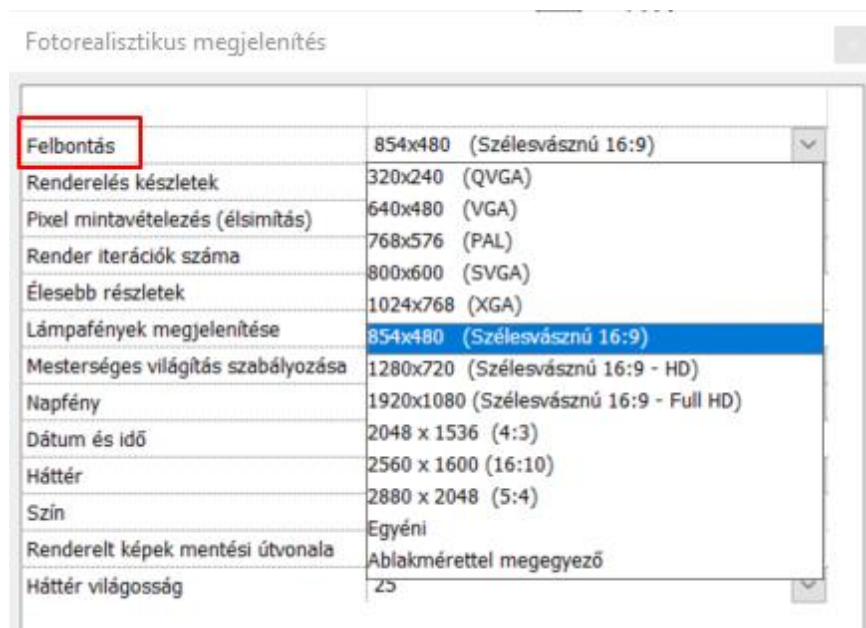 Fotorealisztikus megjelenítés
Felbontás
854x480 (Szélesvásznú 16:9)
Renderelés készletek
320x240 (QVGA)
Pixel mintavételezés (élsimítás)
640x480 (VGA)
768x576 (PAL)
Render iterációk száma
800x600 (SVGA)
Élesebb részletek
1024x768 (XGA)
Lámpafények megjelenítése
854x480 (Szélesvásznú 16:9)
Mesterséges világítás szabályozása
1280x720 (Szélesvásznú 16:9 - HD)
Napfény
1920x1080 (Szélesvásznú 16:9 - Full HD)
Dátum és idő
2048 x 1536 (4:3)
Háttér
2560 x 1600 (16:10)
2880 x 2048 (5:4)
Szín
Egyéni
Renderelt képek mentési útvonala
Ablakmérettel megegyező
Háttér világosság
25